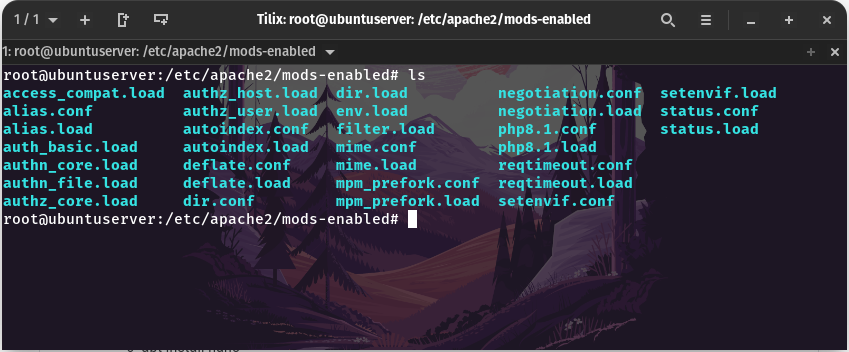 1 / 1 Tilix: root@ubuntuserver: /etc/apache2/mods-enabled
1: root@ubuntuserver: /etc/apache2/mods-enabled
root@ubuntuserver:/etc/apache2/mods-enabled# ls
access_compat.load authz_host.load dir.load negotiation.conf setenvif.load
alias.conf authz_user.load env.load negotiation.load status.conf
alias.load autoindex.conf filter.load php8.1.conf status.load
auth_basic.load autoindex.load mime.conf php8.1.load
authn_core.load deflate.conf mime.load reqtimeout.conf
authn_file.load deflate.load mpm_prefork.conf reqtimeout.load
authz_core.load dir.conf mpm_prefork.load setenvif.conf
root@ubuntuserver:/etc/apache2/mods-enabled#